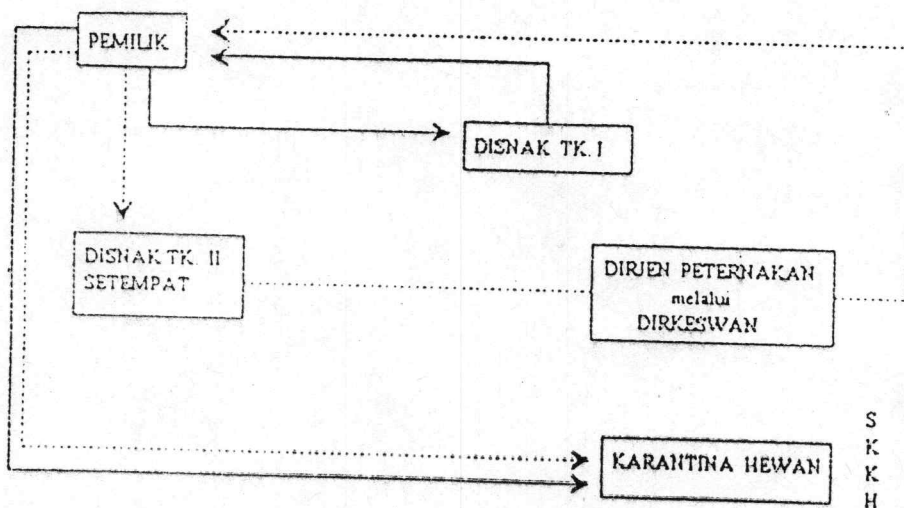 PEMILIK
DISNAK TK. I
DISNAK TK. II
SETEMPAT
DIRJEN PETERNAKAN
melalui
DIRKESWAN
KARANTINA HEWAN
S
K
K
H